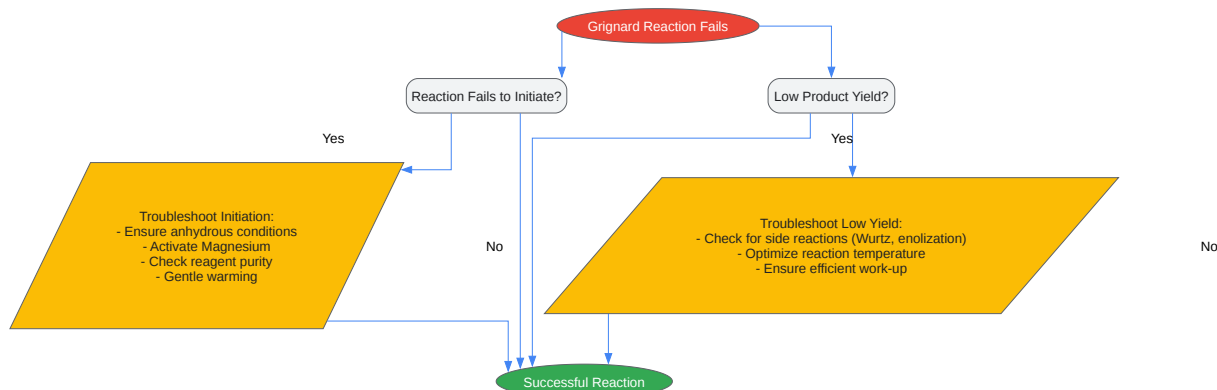 Grignard Reaction Fails
Reaction Fails to Initiate?
Low Product Yield?
Yes
Yes
Troubleshoot Initiation:
- Ensure anhydrous conditions
- Activate Magnesium
- Check reagent purity
- Gentle warming
No
Troubleshoot Low Yield:
- Check for side reactions (Wurtz, enolization)
- Optimize reaction temperature
- Ensure efficient work-up
No
Successful Reaction